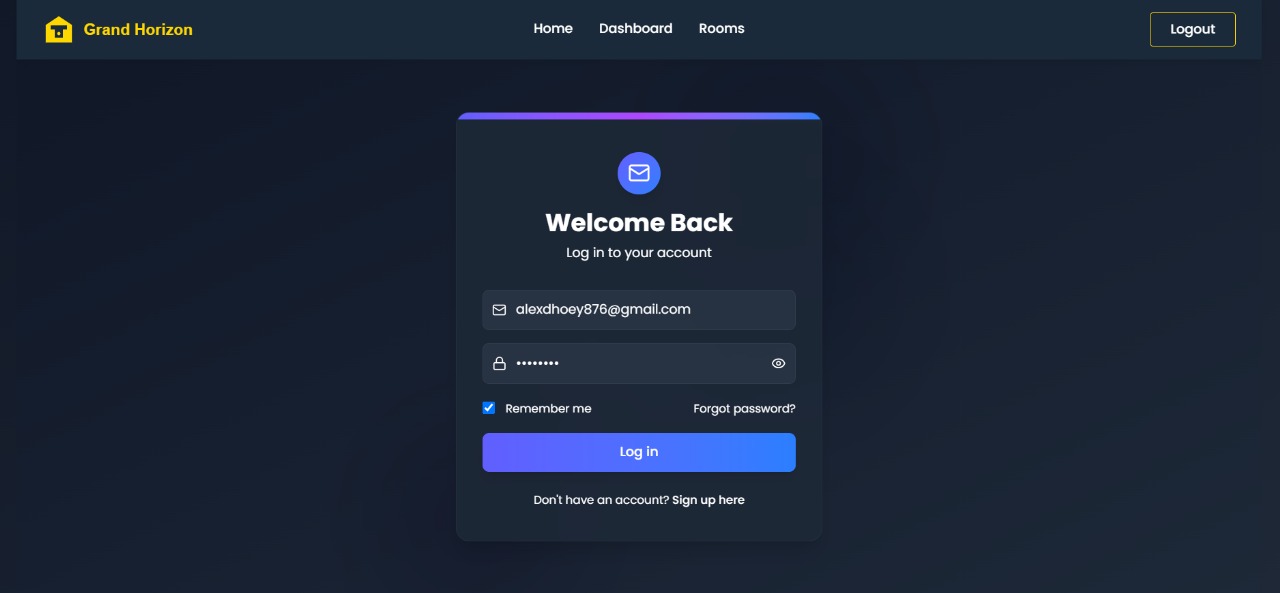 Grand Horizon
Home Dashboard Rooms
Logout
Welcome Back
Log in to your account
alexdhoey876@gmail.com
••••••••
Remember me Forgot password?
Log in
Don't have an account? Sign up here